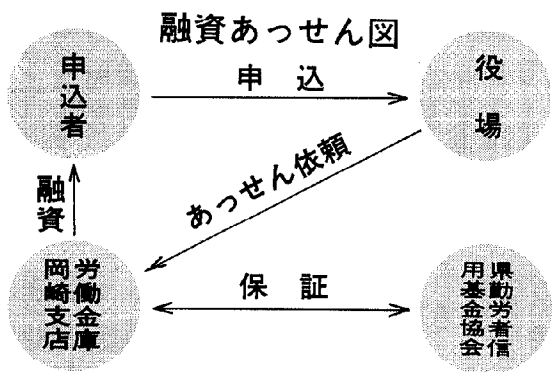 融資あっせん図
申込者
申込
役場
あっせん依頼
融資
労働金庫
岡崎支店
保証
県勤労者信
用基金協会